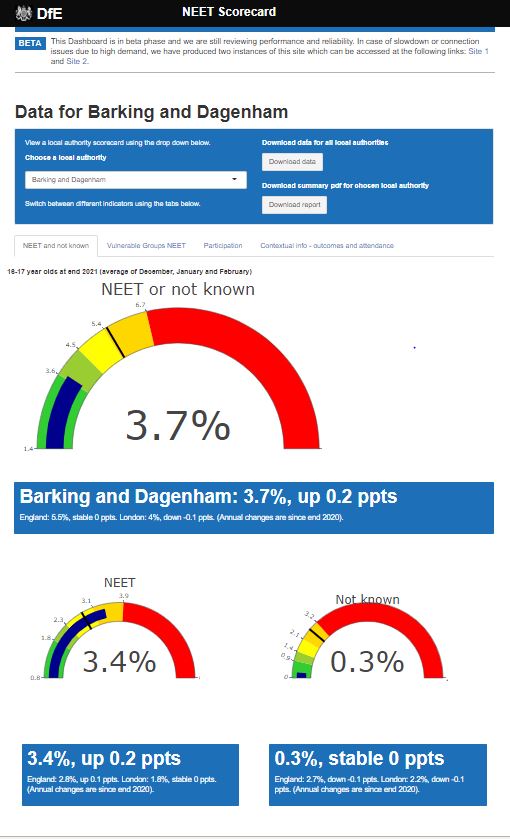 DfE
NEET Scorecard
BETA
This Dashboard is in beta phase and we are still reviewing performance and reliability. In case of slowdown or connection
issues due to high demand, we have produced two instances of this site which can be accessed at the following links: Site 1
and Site 2.
Data for Barking and Dagenham
View a local authority scorecard using the drop down below.
Choose a local authority
Barking and Dagenham
Switch between different indicators using the tabs below.
Download data for all local authorities
Download data
Download summary pdf for chosen local authority
Download report
NEET and not known
Vulnerable Groups NEET
Participation
Contextual info - outcomes and attendance
16-17 year olds at end 2021 (average of December, January and February)
NEET or not known
1.4
3.6
4.5
5.4
6.7
3.7%
Barking and Dagenham: 3.7%, up 0.2 ppts
England: 5.5%, stable 0 ppts. London: 4%, down -0.1 ppts. (Annual changes are since end 2020).
NEET
0.8
1.8
2.3
3.1
3.9
3.4%
Not known
0
0.9
1.4
2.1
3.2
0.3%
3.4%, up 0.2 ppts
England: 2.8%, up 0.1 ppts. London: 1.8%, stable 0 ppts.
(Annual changes are since end 2020).
0.3%, stable 0 ppts
England: 2.7%, down -0.1 ppts. London: 2.2%, down -0.1
ppts. (Annual changes are since end 2020).